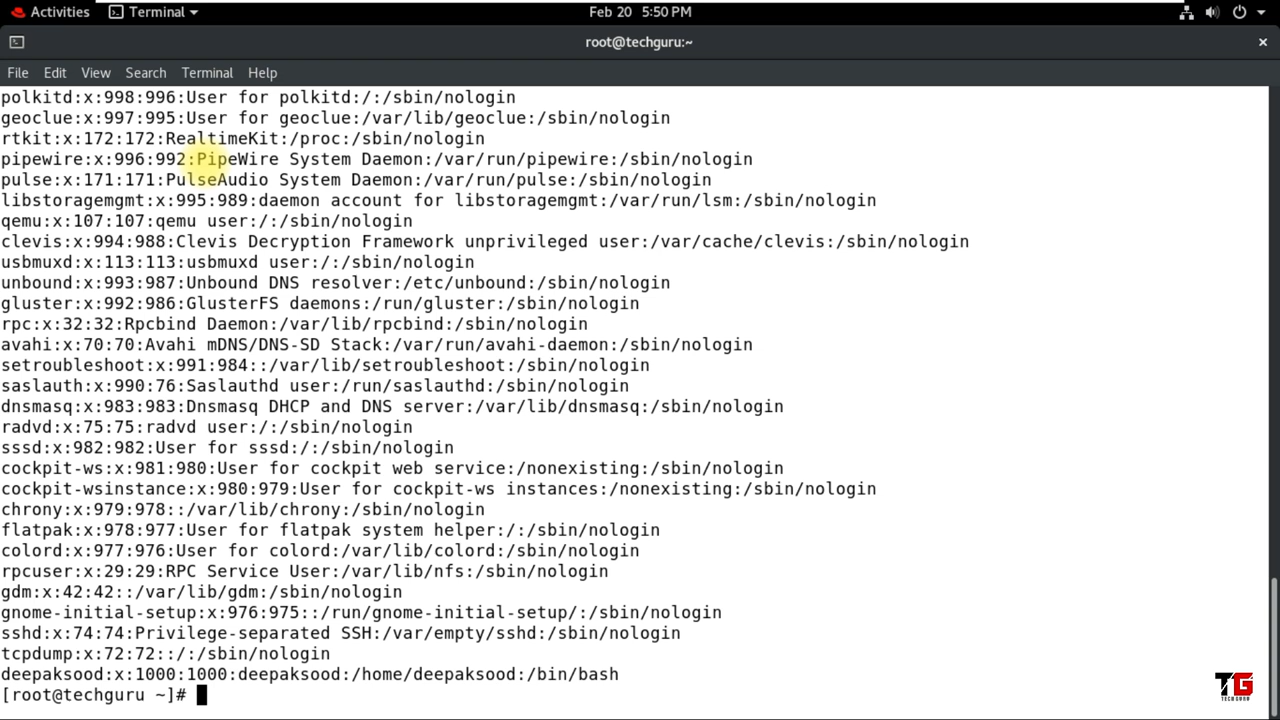 Activities Terminal Feb 20 5:50 PM
root@techguru:~
File Edit View Search Terminal Help
polkitd:x:998:996:User for polkitd:/:/sbin/nologin
geoclue:x:997:995:User for geoclue:/var/lib/geoclue:/sbin/nologin
rtkit:x:172:172:RealtimeKit:/proc:/sbin/nologin
pipewire:x:996:992:PipeWire System Daemon:/var/run/pipewire:/sbin/nologin
pulse:x:171:171:PulseAudio System Daemon:/var/run/pulse:/sbin/nologin
libstoragemgmt:x:995:989:daemon account for libstoragemgmt:/var/run/lsm:/sbin/nologin
qemu:x:107:107:qemu user:/:/sbin/nologin
clevis:x:994:988:Clevis Decryption Framework unprivileged user:/var/cache/clevis:/sbin/nologin
usbmuxd:x:113:113:usbmuxd user:/:/sbin/nologin
unbound:x:993:987:Unbound DNS resolver:/etc/unbound:/sbin/nologin
gluster:x:992:986:GlusterFS daemons:/run/gluster:/sbin/nologin
rpc:x:32:32:Rpcbind Daemon:/var/lib/rpcbind:/sbin/nologin
avahi:x:70:70:Avahi mDNS/DNS-SD Stack:/var/run/avahi-daemon:/sbin/nologin
setroubleshoot:x:991:984::/var/lib/setroubleshoot:/sbin/nologin
saslauth:x:990:76:Saslauthd user:/run/saslauthd:/sbin/nologin
dnsmasq:x:983:983:Dnsmasq DHCP and DNS server:/var/lib/dnsmasq:/sbin/nologin
radvd:x:75:75:radvd user:/:/sbin/nologin
sssd:x:982:982:User for sssd:/:/sbin/nologin
cockpit-ws:x:981:980:User for cockpit web service:/nonexisting:/sbin/nologin
cockpit-wsinstance:x:980:979:User for cockpit-ws instances:/nonexisting:/sbin/nologin
chrony:x:979:978::/var/lib/chrony:/sbin/nologin
flatpak:x:978:977:User for flatpak system helper:/:/sbin/nologin
colord:x:977:976:User for colord:/var/lib/colord:/sbin/nologin
rpcuser:x:29:29:RPC Service User:/var/lib/nfs:/sbin/nologin
gdm:x:42:42::/var/lib/gdm:/sbin/nologin
gnome-initial-setup:x:976:975::/run/gnome-initial-setup/:/sbin/nologin
sshd:x:74:74:Privilege-separated SSH:/var/empty/sshd:/sbin/nologin
tcpdump:x:72:72::/:/sbin/nologin
deepaksood:x:1000:1000:deepaksood:/home/deepaksood:/bin/bash
[root@techguru ~]#
TG
TECH GURU